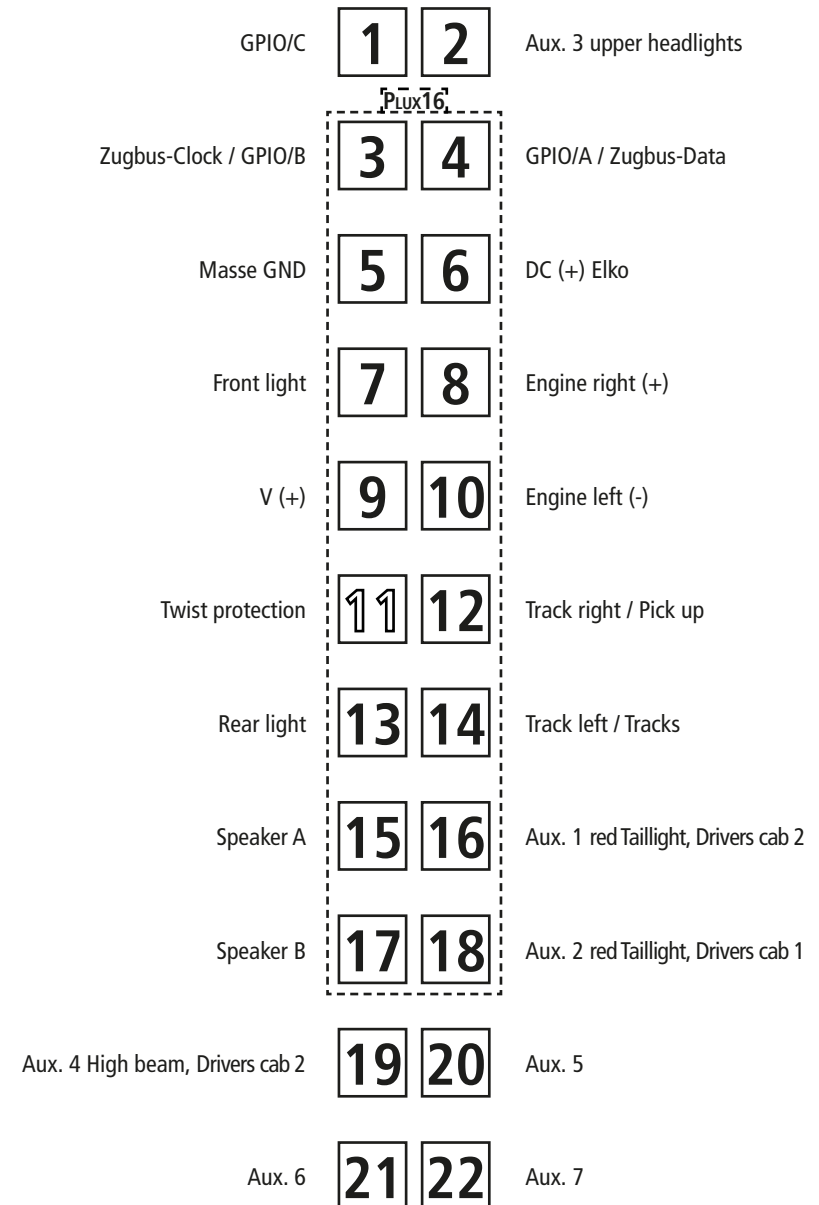 GPIO/C 1 2 Aux. 3 upper headlights
PLUX16
Zugbus-Clock / GPIO/B 3 4 GPIO/A / Zugbus-Data
Masse GND 5 6 DC (+) Elko
Front light 7 8 Engine right (+)
V (+) 9 10 Engine left (-)
Twist protection 11 12 Track right / Pick up
Rear light 13 14 Track left / Tracks
Speaker A 15 16 Aux. 1 red Taillight, Drivers cab 2
Speaker B 17 18 Aux. 2 red Taillight, Drivers cab 1
Aux. 4 High beam, Drivers cab 2 19 20 Aux. 5
Aux. 6 21 22 Aux. 7